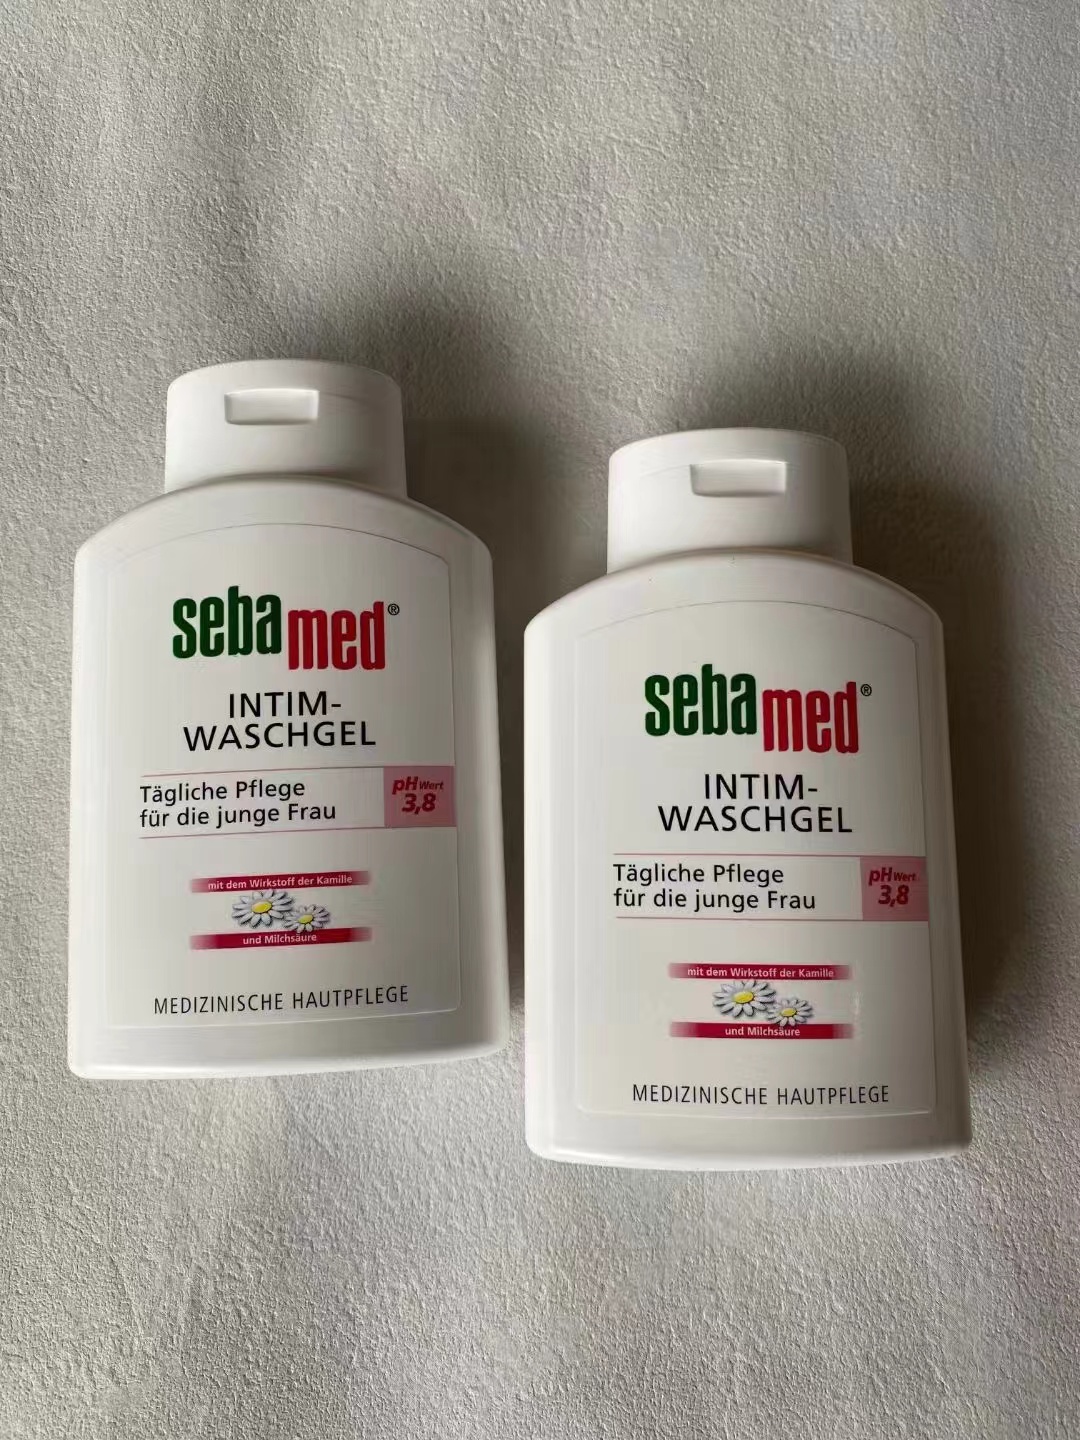 sebamed®
INTIM-
WASCHGEL
Tägliche Pflege
für die junge Frau
pH Wert
3,8
mit dem Wirkstoff der Kamille
und Milchsäure
MEDIZINISCHE HAUTPFLEGE
sebamed®
INTIM-
WASCHGEL
Tägliche Pflege
für die junge Frau
pH Wert
3,8
mit dem Wirkstoff der Kamille
und Milchsäure
MEDIZINISCHE HAUTPFLEGE